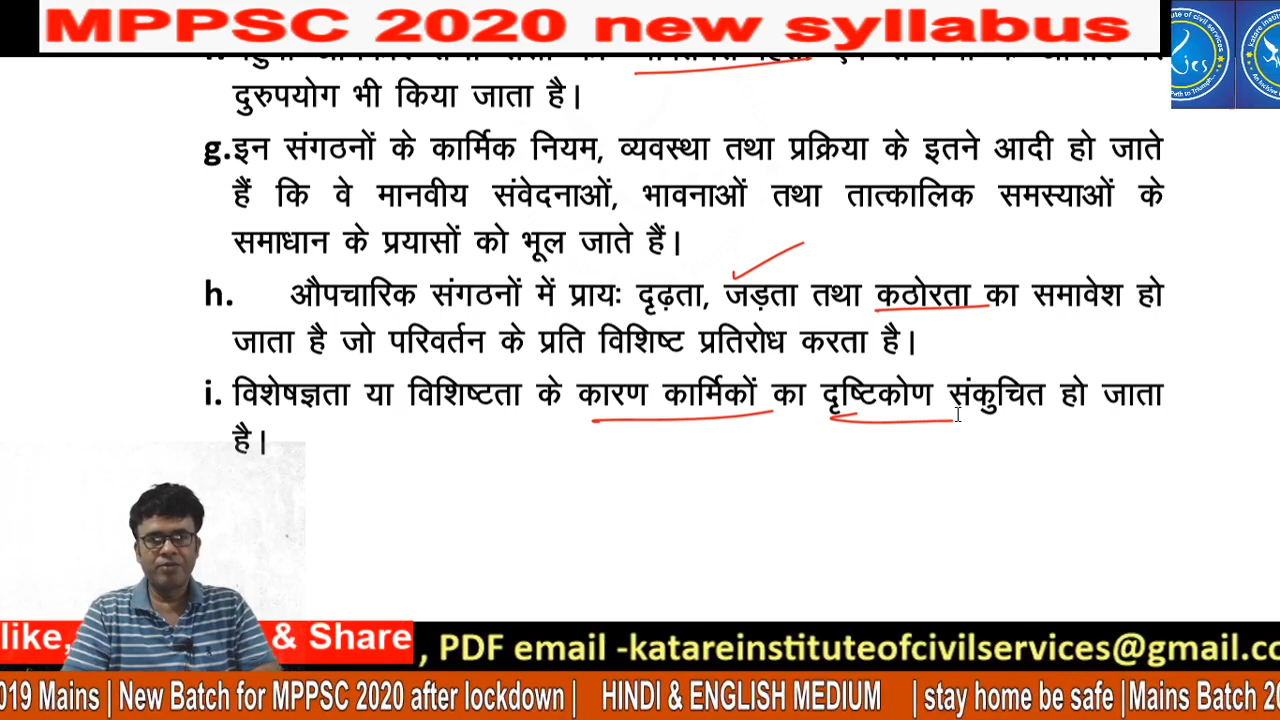 MPPSC 2020 new syllabus
दुरुपयोग भी किया जाता है।
g.इन संगठनों के कार्मिक नियम, व्यवस्था तथा प्रक्रिया के इतने आदी हो जाते
हैं कि वे मानवीय संवेदनाओं, भावनाओं तथा तात्कालिक समस्याओं के
समाधान के प्रयासों को भूल जाते हैं।
h. औपचारिक संगठनों में प्रायः दृढ़ता, जड़ता तथा कठोरता का समावेश हो
जाता है जो परिवर्तन के प्रति विशिष्ट प्रतिरोध करता है।
i. विशेषज्ञता या विशिष्टता के कारण कार्मिकों का दृष्टिकोण संकुचित हो जाता
है।
like, & Share , PDF email -katareinstituteofcivilservices@gmail.co
019 Mains | New Batch for MPPSC 2020 after lockdown | HINDI & ENGLISH MEDIUM | stay home be safe |Mains Batch 20